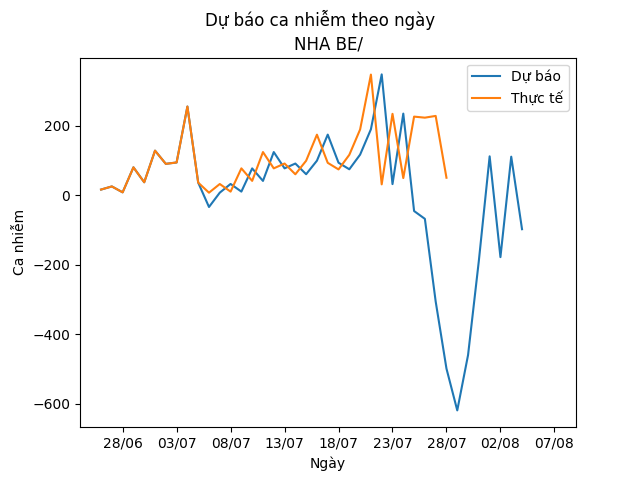 Dự báo ca nhiễm theo ngày
NHA BE/
Dự báo
Thực tế
Ca nhiễm
200
0
−200
−400
−600
28/06
03/07
08/07
13/07
18/07
23/07
28/07
02/08
07/08
Ngày